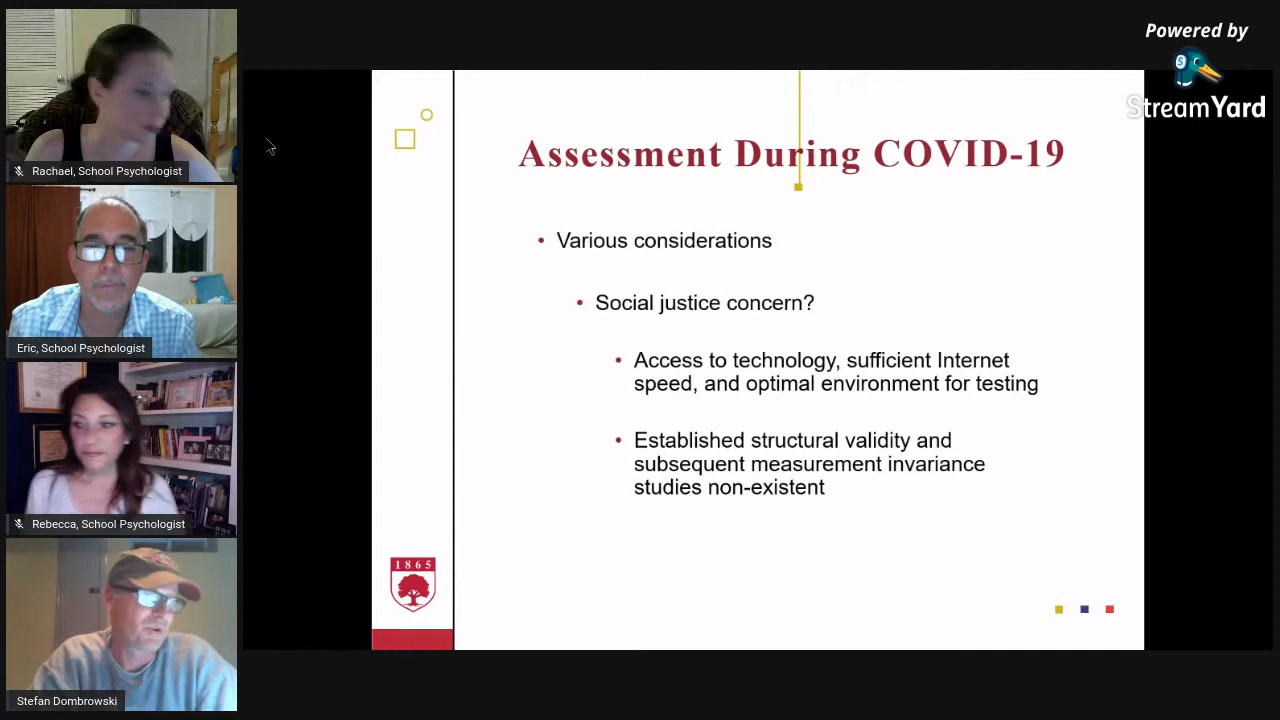 Rachael, School Psychologist
Eric, School Psychologist
Rebecca, School Psychologist
Stefan Dombrowski
Assessment During COVID-19
• Various considerations
• Social justice concern?
• Access to technology, sufficient Internet
speed, and optimal environment for testing
• Established structural validity and
subsequent measurement invariance
studies non-existent
1865
Powered by
S
StreamYard